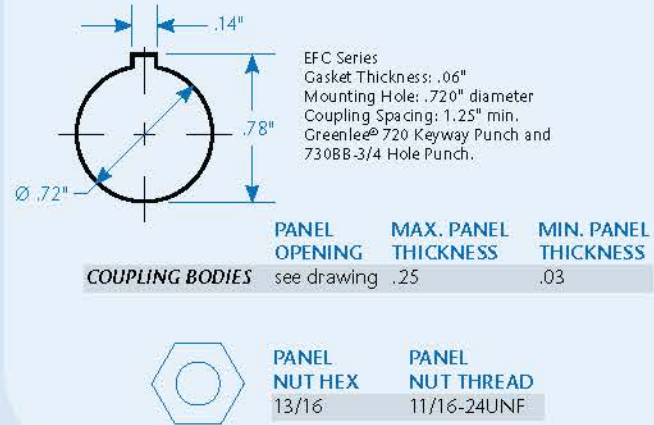 .14"
EFC Series
Gasket Thickness: .06"
Mounting Hole: .720" diameter
Coupling Spacing: 1.25" min.
Greenlee® 720 Keyway Punch and
730BB-3/4 Hole Punch.
.78"
Ø .72"
PANEL OPENING MAX. PANEL THICKNESS MIN. PANEL THICKNESS
COUPLING BODIES see drawing .25 .03
PANEL NUT HEX PANEL NUT THREAD
13/16 11/16-24UNF